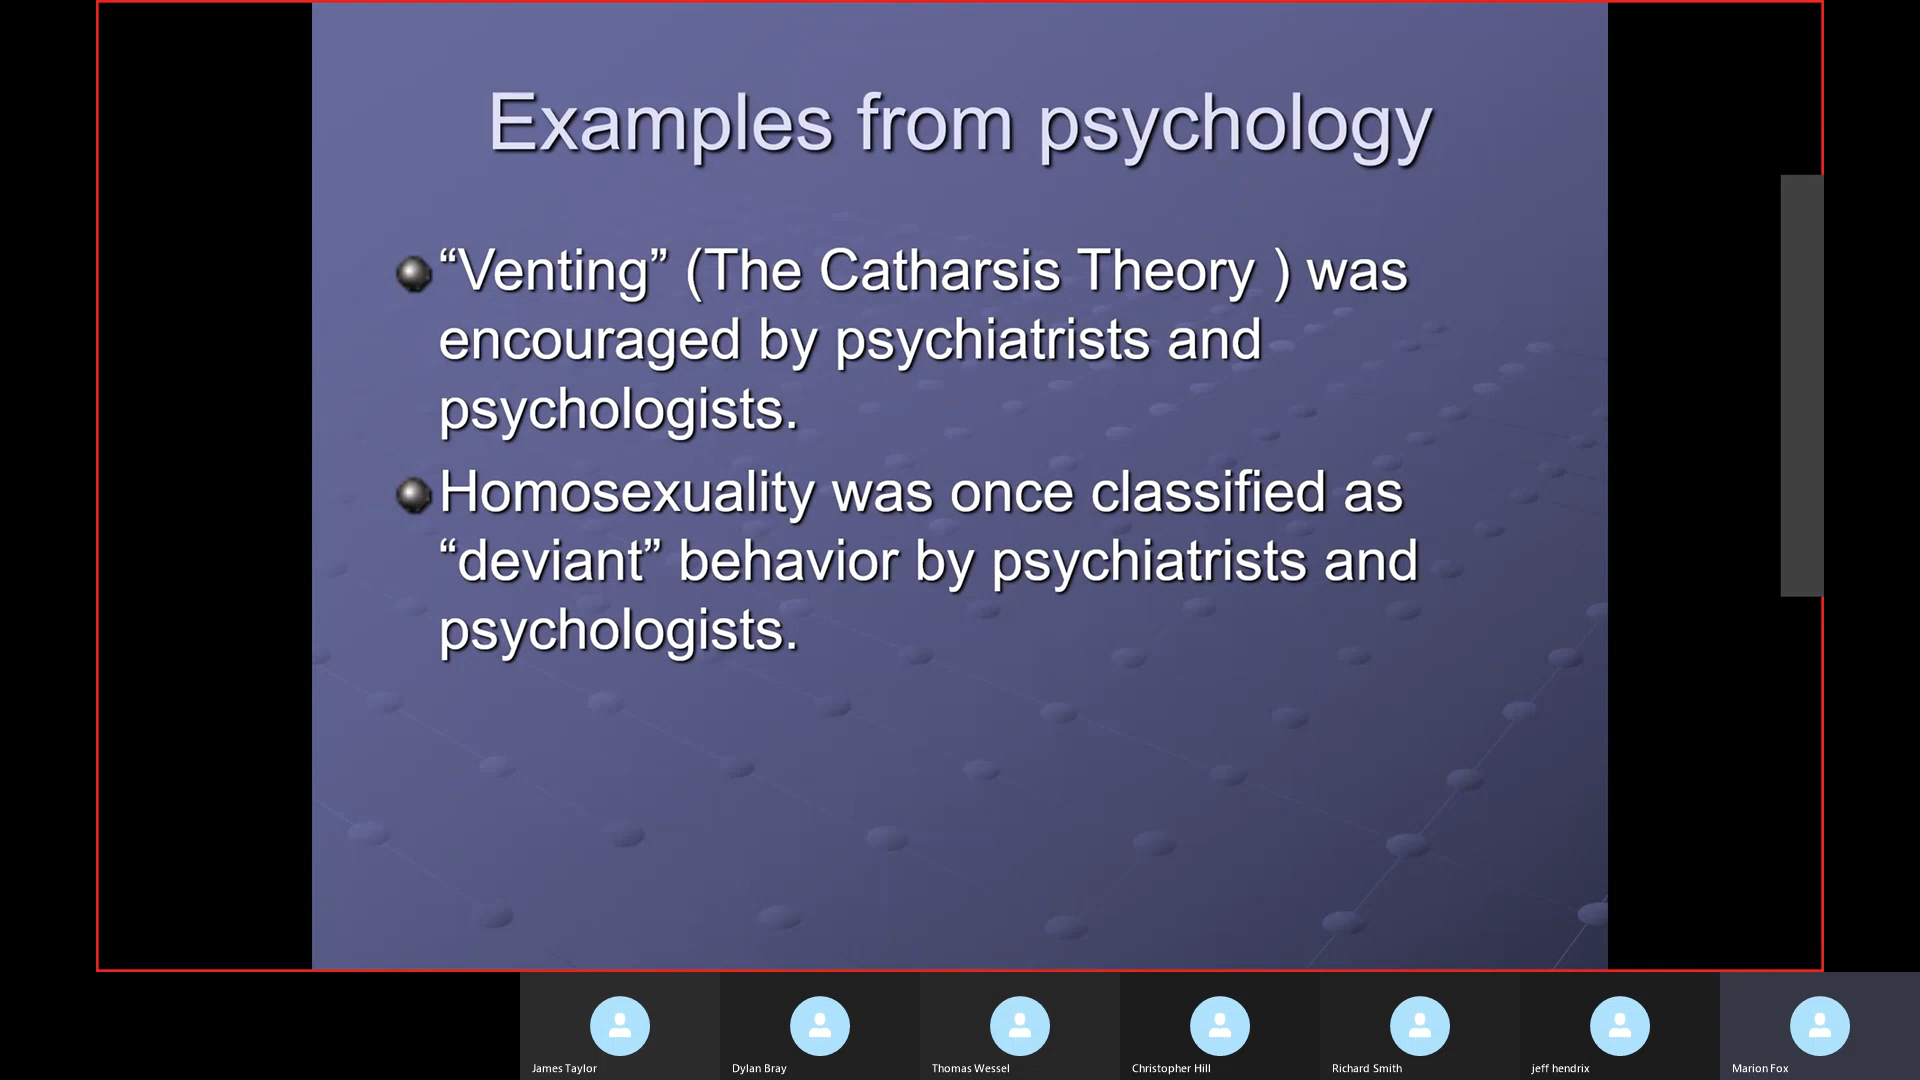 Examples from psychology
“Venting” (The Catharsis Theory ) was
encouraged by psychiatrists and
psychologists.
Homosexuality was once classified as
“deviant” behavior by psychiatrists and
psychologists.
James Taylor
Dylan Bray
Thomas Wessel
Christopher Hill
Richard Smith
jeff hendrix
Marion Fox